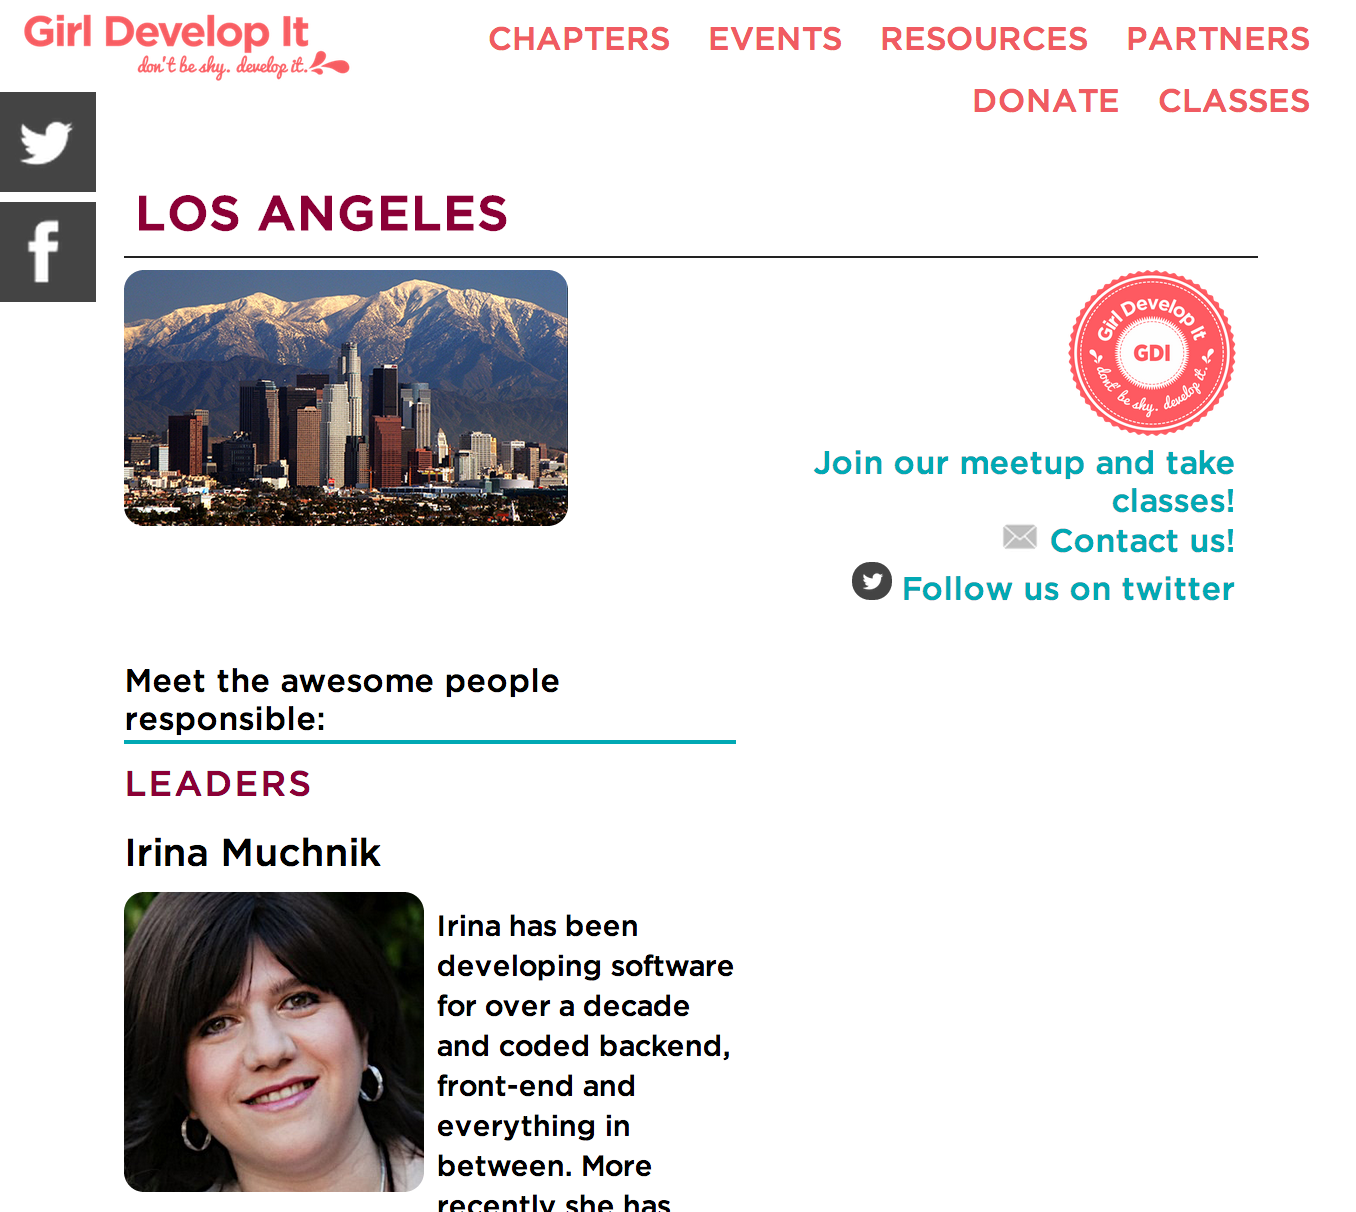 Girl Develop It
don't be shy. develop it.
CHAPTERS EVENTS RESOURCES PARTNERS
DONATE CLASSES
LOS ANGELES
Girl Develop It
GDI
don't be shy. develop it.
Join our meetup and take
classes!
Contact us!
Follow us on twitter
Meet the awesome people
responsible:
LEADERS
Irina Muchnik
Irina has been
developing software
for over a decade
and coded backend,
front-end and
everything in
between. More
recently she has